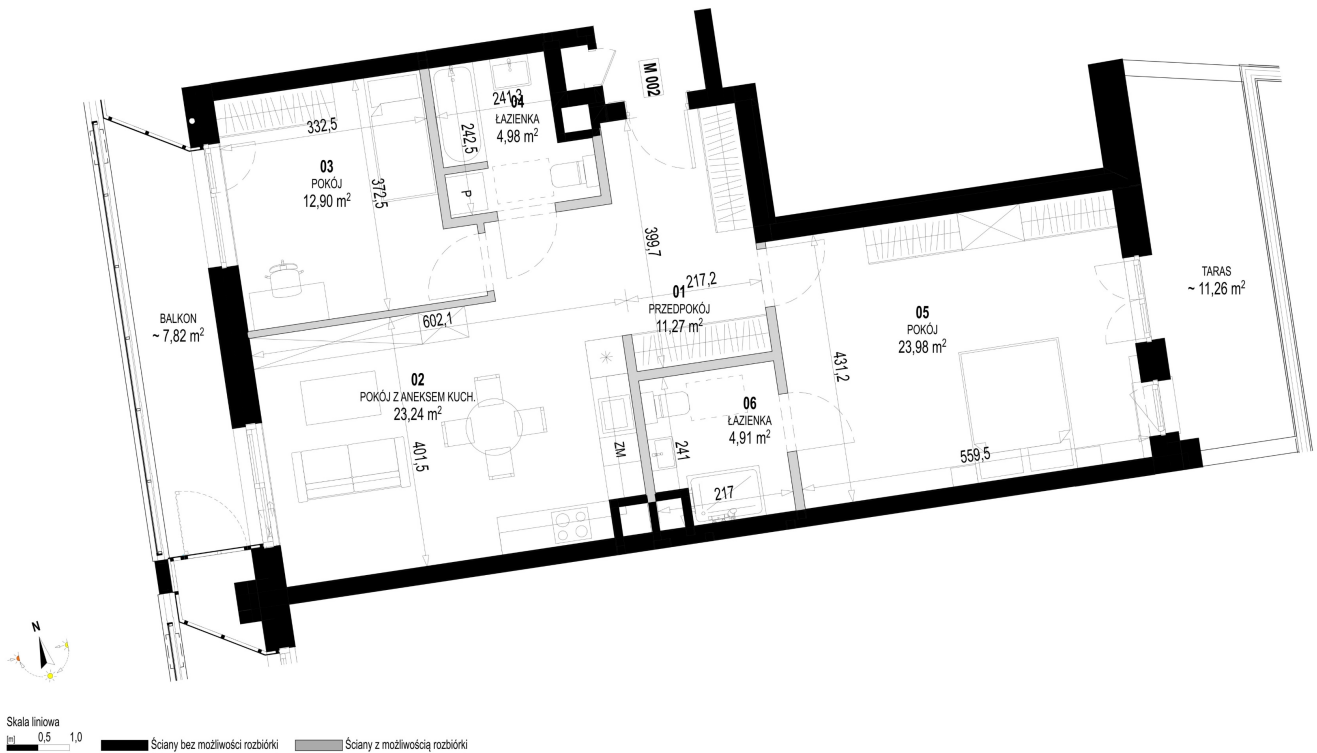 M 002
241,3
04
ŁAZIENKA
4,98 m²
332,5
242,5
03
POKÓJ
12,90 m²
372,5
P
399,7
217,2
01
PRZEDPOKÓJ
11,27 m²
TARAS
~ 11,26 m²
BALKON
~ 7,82 m²
602,1
05
POKÓJ
23,98 m²
431,2
02
POKÓJ Z ANEKSEM KUCH.
23,24 m²
401,5
06
ŁAZIENKA
4,91 m²
ZM
241
217
559,5
N
Skala liniowa
[m] 0,5 1,0
Ściany bez możliwości rozbiórki
Ściany z możliwością rozbiórki